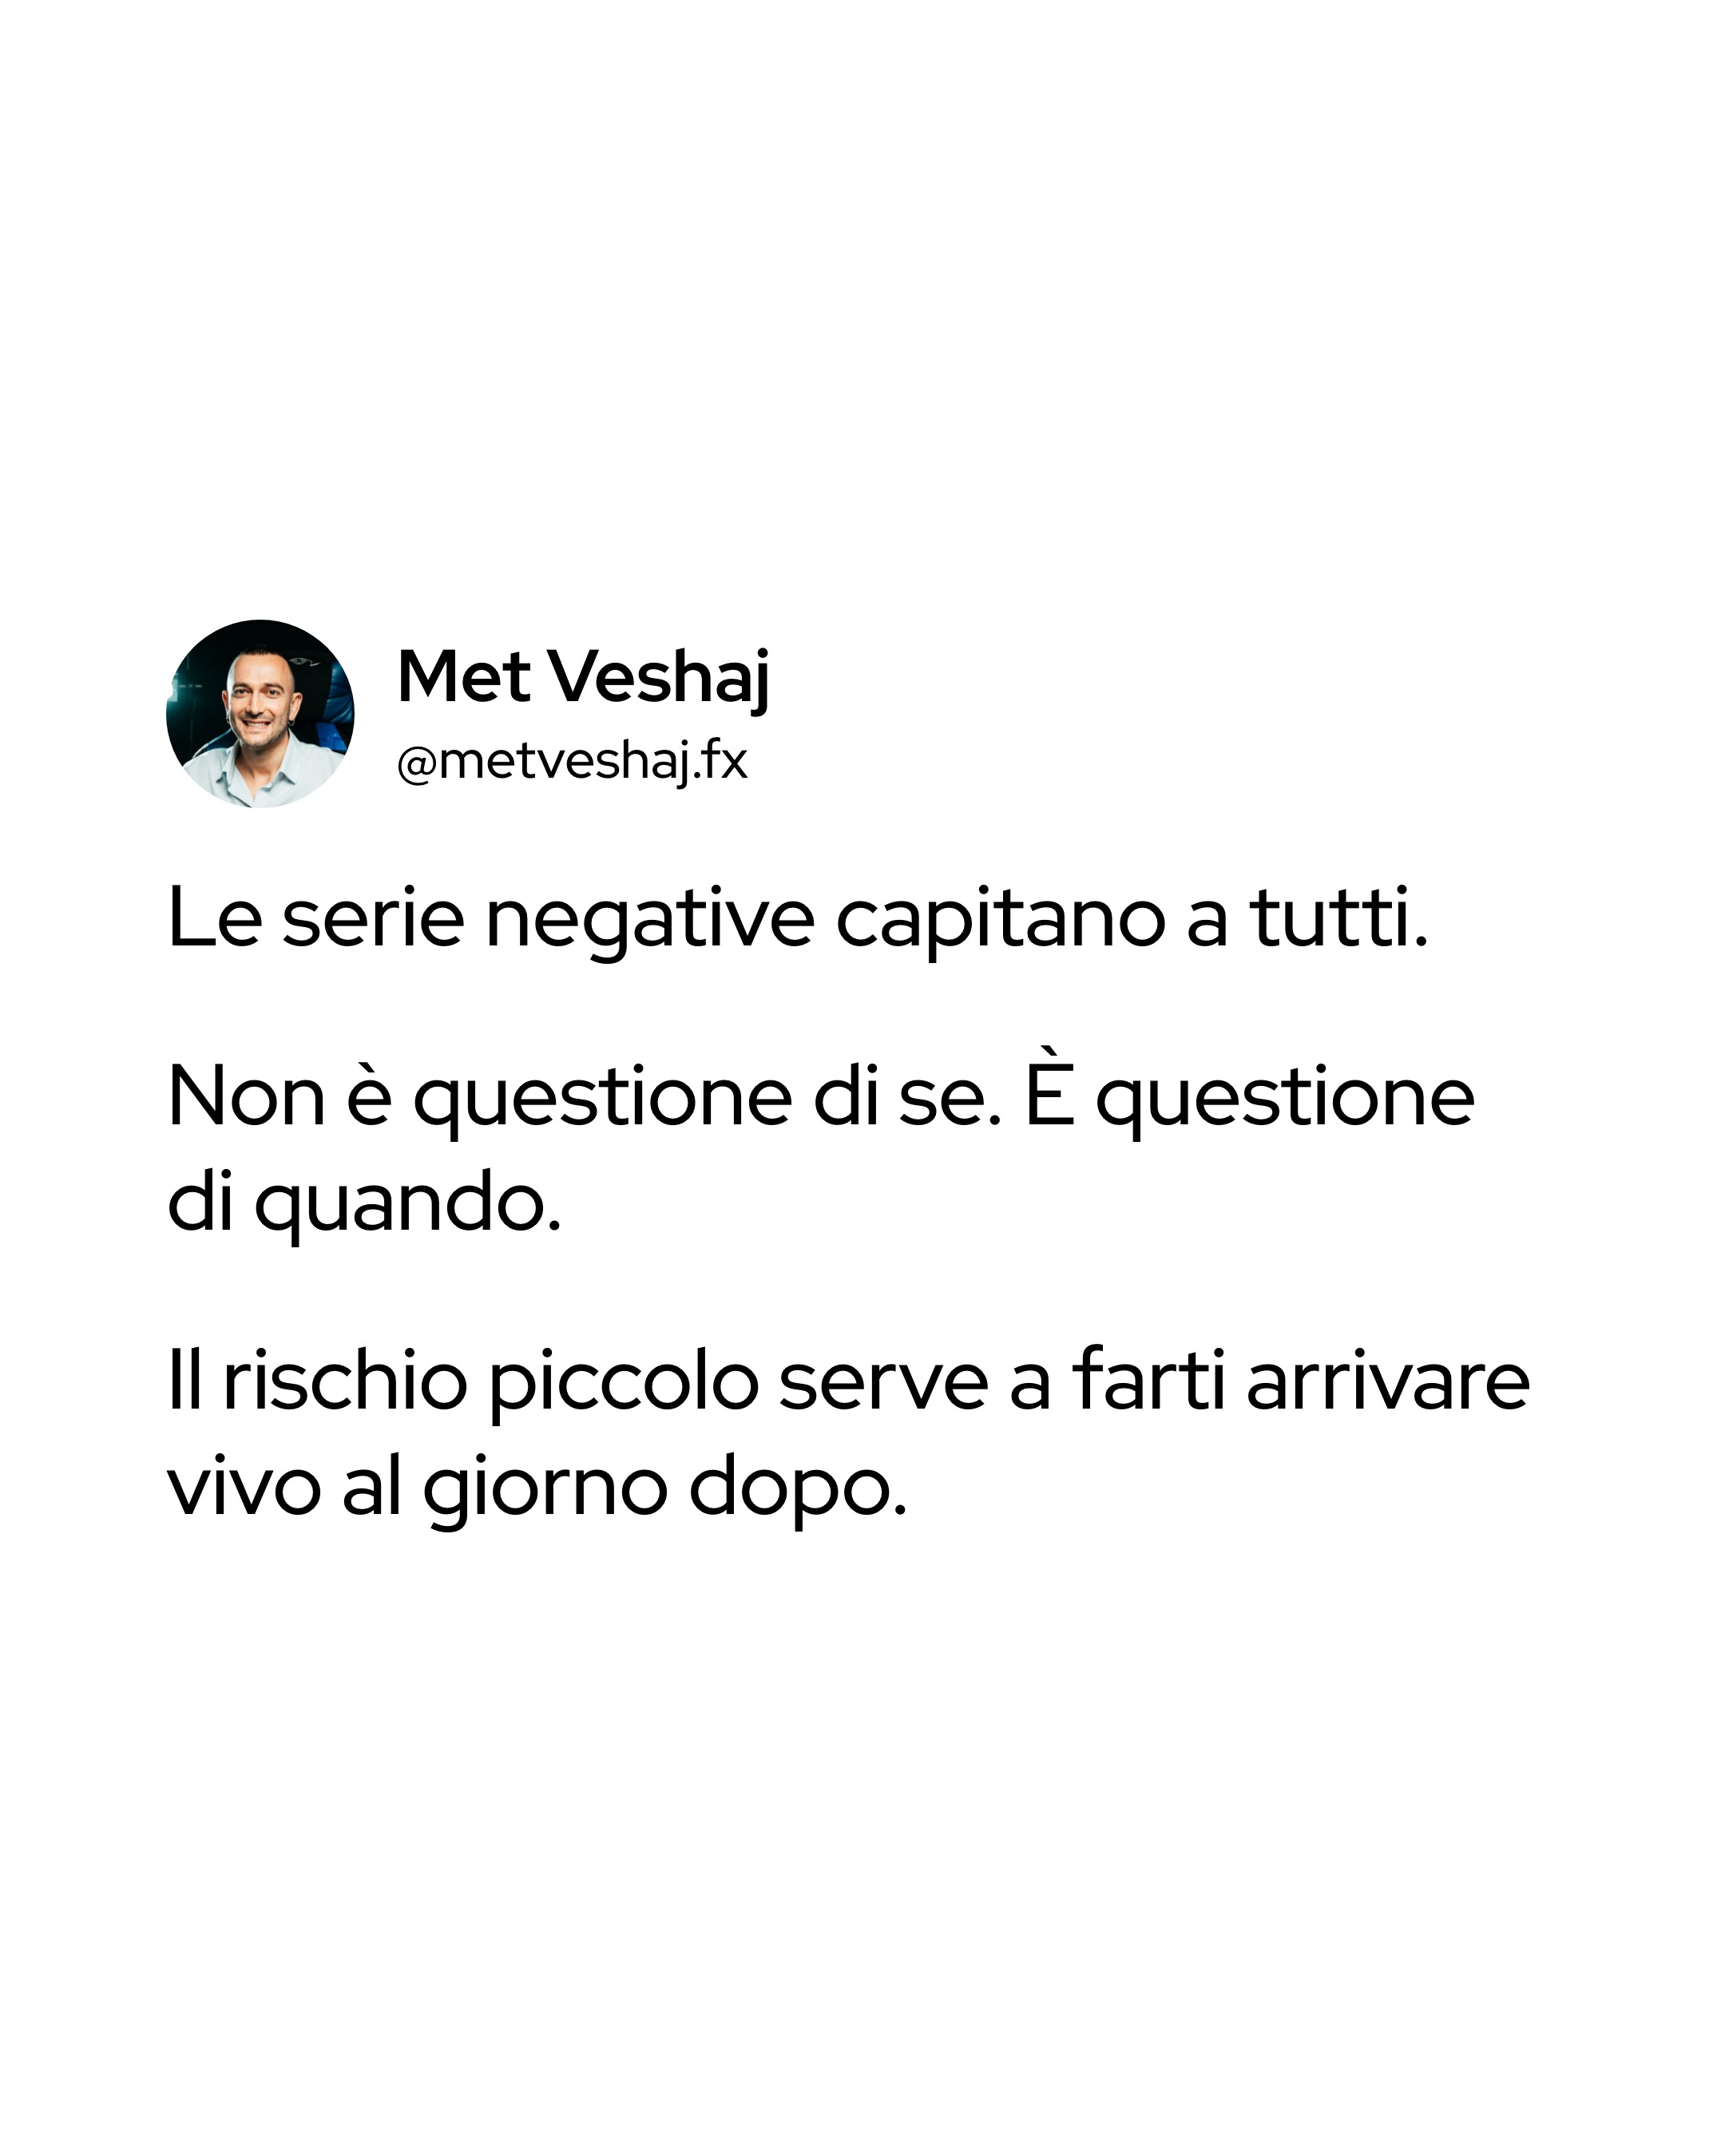 Met Veshaj
@metveshaj.fx
Le serie negative capitano a tutti.
Non è questione di se. È questione
di quando.
Il rischio piccolo serve a farti arrivare
vivo al giorno dopo.